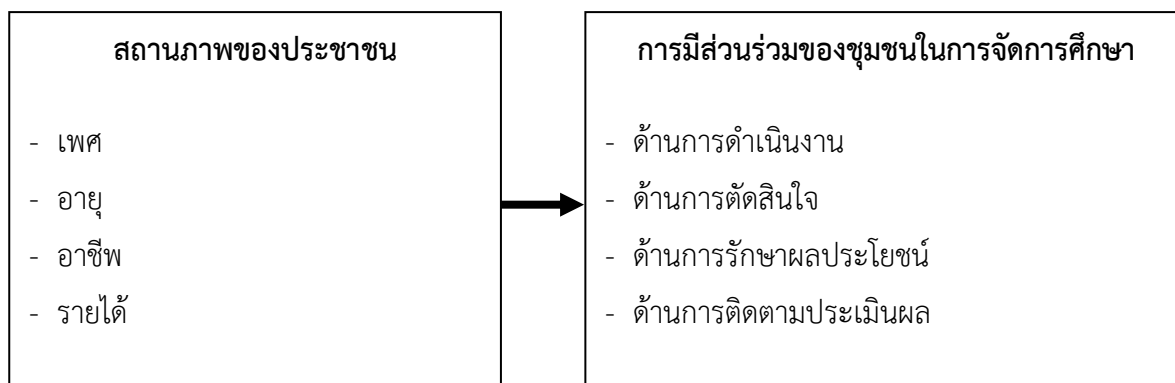 สถานภาพของประชาชน
- เพศ
- อายุ
- อาชีพ
- รายได้
การมีส่วนร่วมของชุมชนในการจัดการศึกษา
- ด้านการดำเนินงาน
- ด้านการตัดสินใจ
- ด้านการรักษาผลประโยชน์
- ด้านการติดตามประเมินผล